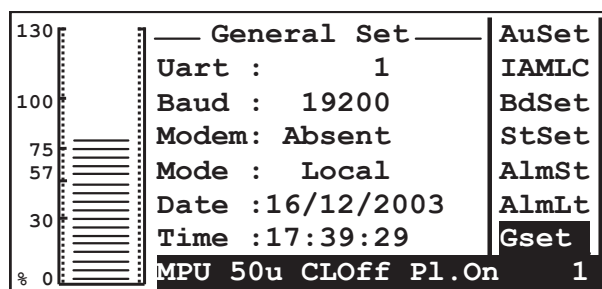 130
100
75
57
30
% 0
General Set
Uart : 1
Baud : 19200
Modem: Absent
Mode : Local
Date :16/12/2003
Time :17:39:29
AuSet
IAMLC
BdSet
StSet
AlmSt
AlmLt
Gset
MPU 50u CLOff Pl.On 1